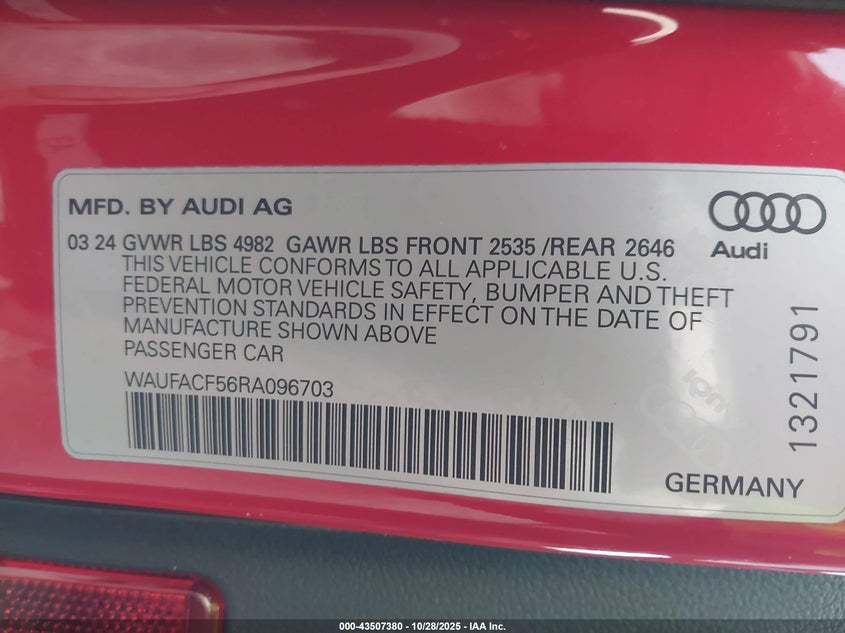 MFD. BY AUDI AG
Audi
03 24 GVWR LBS 4982 GAWR LBS FRONT 2535 /REAR 2646
THIS VEHICLE CONFORMS TO ALL APPLICABLE U.S.
FEDERAL MOTOR VEHICLE SAFETY, BUMPER AND THEFT
PREVENTION STANDARDS IN EFFECT ON THE DATE OF
MANUFACTURE SHOWN ABOVE
PASSENGER CAR
WAUFACF56RA096703
1321791
GERMANY
000-43507380 - 10/28/2025 - IAA Inc.